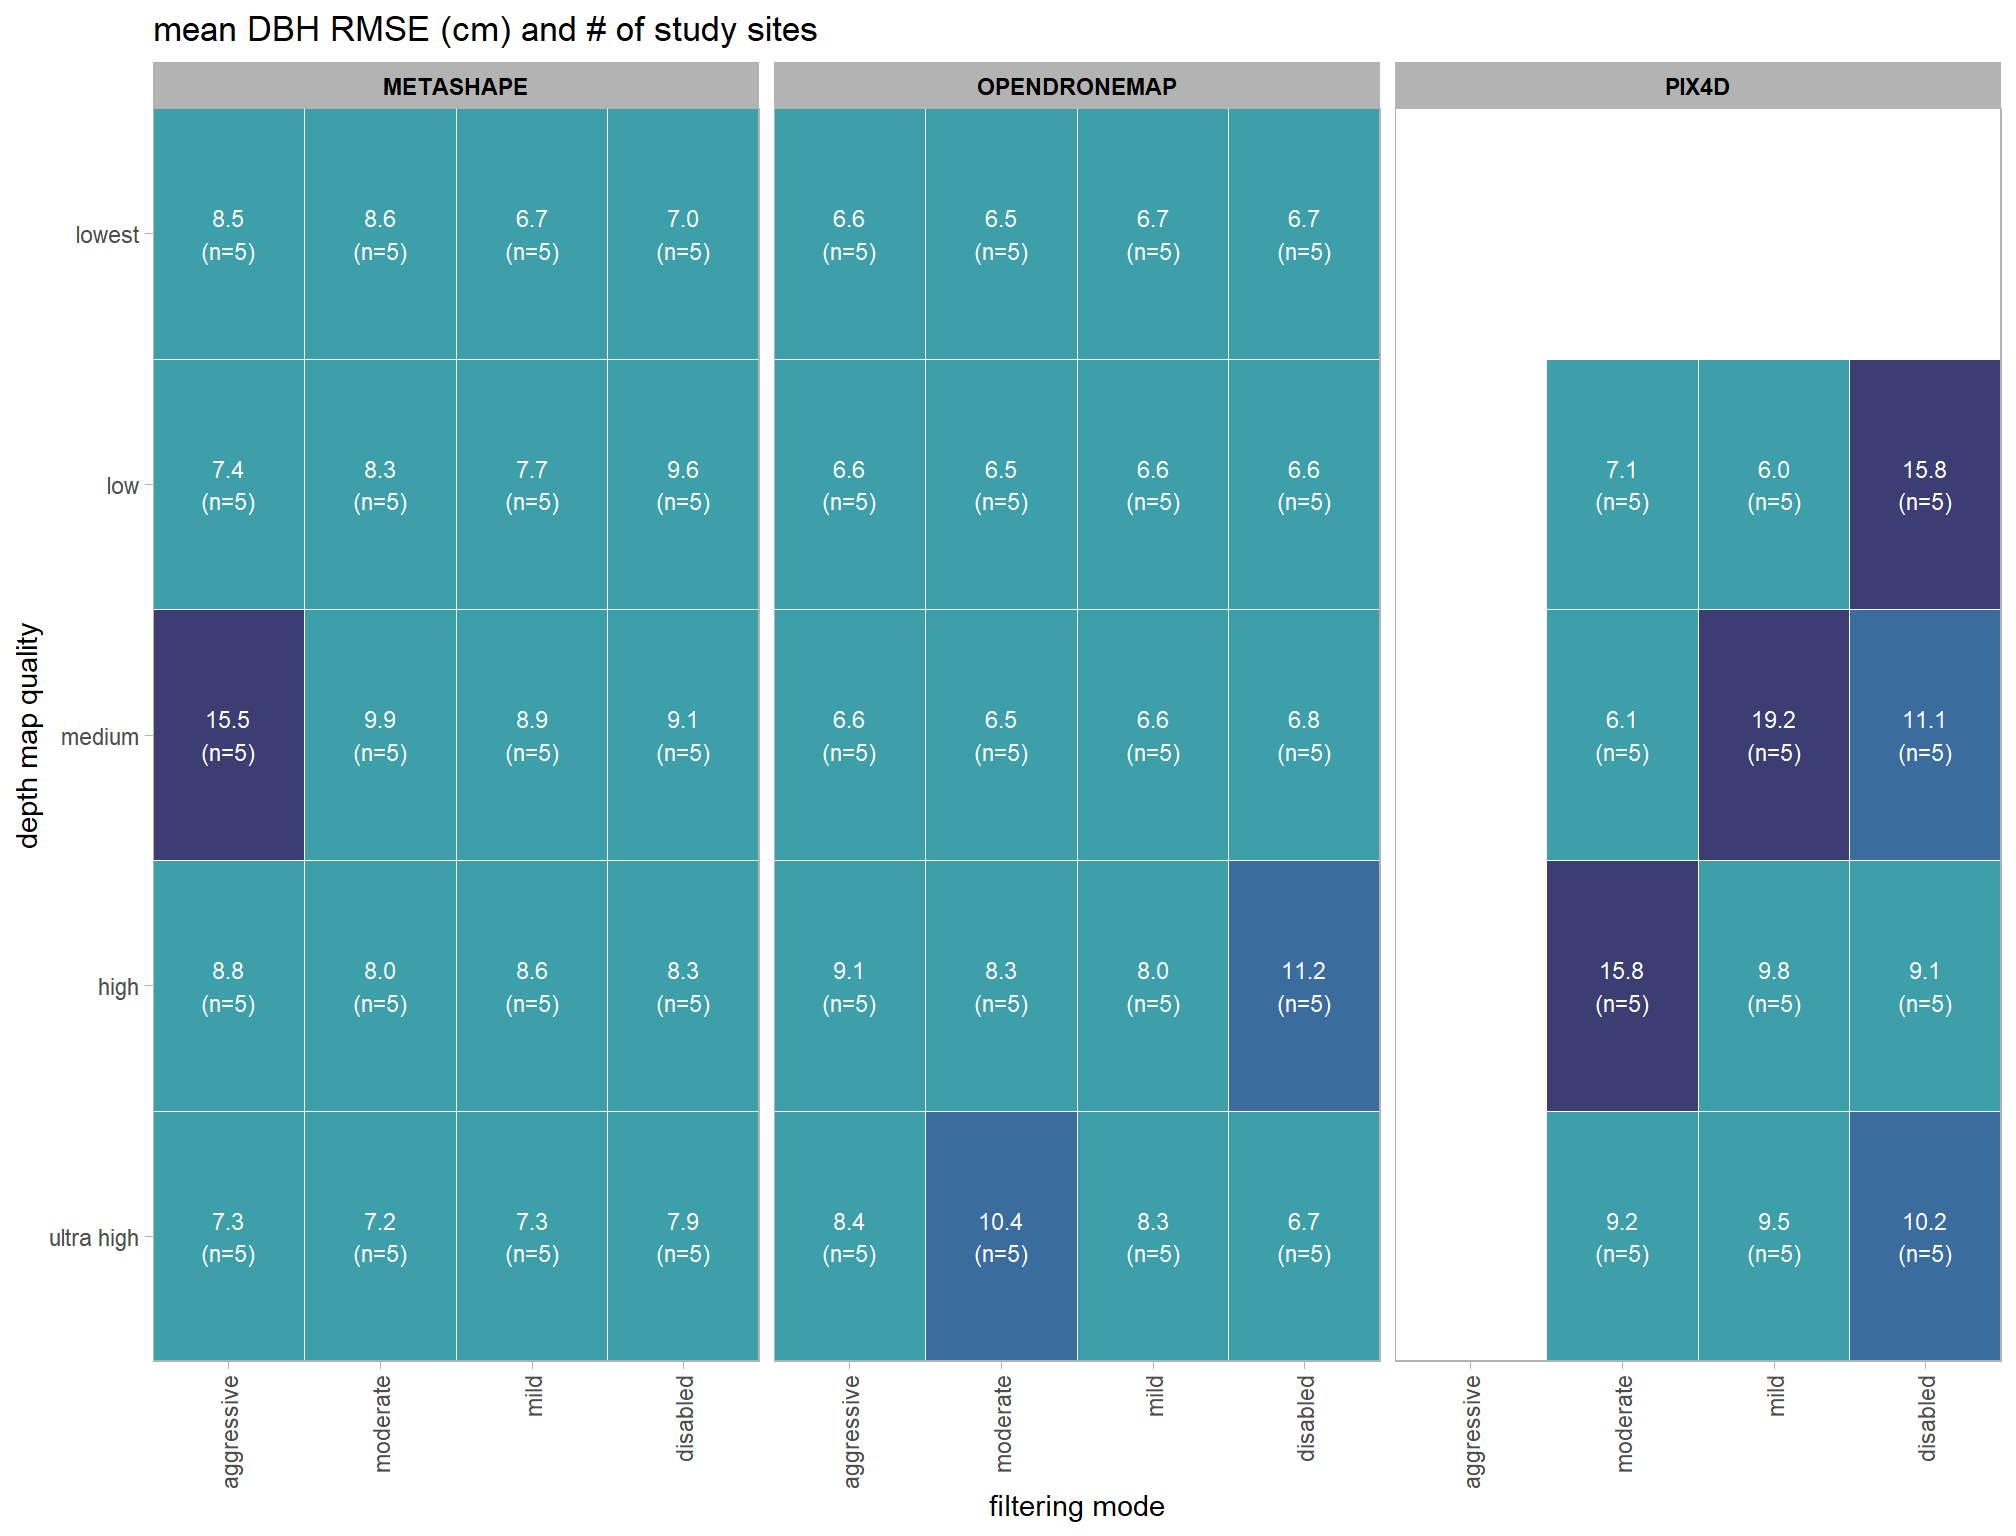 mean DBH RMSE (cm) and # of study sites
METASHAPE OPENDRONEMAP PIX4D
depth map quality
lowest
8.5 8.6 6.7 7.0 6.6 6.5 6.7 6.7
(n=5) (n=5) (n=5) (n=5) (n=5) (n=5) (n=5) (n=5)
low
7.4 8.3 7.7 9.6 6.6 6.5 6.6 6.6 7.1 6.0 15.8
(n=5) (n=5) (n=5) (n=5) (n=5) (n=5) (n=5) (n=5) (n=5) (n=5) (n=5)
medium
15.5 9.9 8.9 9.1 6.6 6.5 6.6 6.8 6.1 19.2 11.1
(n=5) (n=5) (n=5) (n=5) (n=5) (n=5) (n=5) (n=5) (n=5) (n=5) (n=5)
high
8.8 8.0 8.6 8.3 9.1 8.3 8.0 11.2 15.8 9.8 9.1
(n=5) (n=5) (n=5) (n=5) (n=5) (n=5) (n=5) (n=5) (n=5) (n=5) (n=5)
ultra high
7.3 7.2 7.3 7.9 8.4 10.4 8.3 6.7 9.2 9.5 10.2
(n=5) (n=5) (n=5) (n=5) (n=5) (n=5) (n=5) (n=5) (n=5) (n=5) (n=5)
aggressive moderate mild disabled aggressive moderate mild disabled aggressive moderate mild disabled
filtering mode